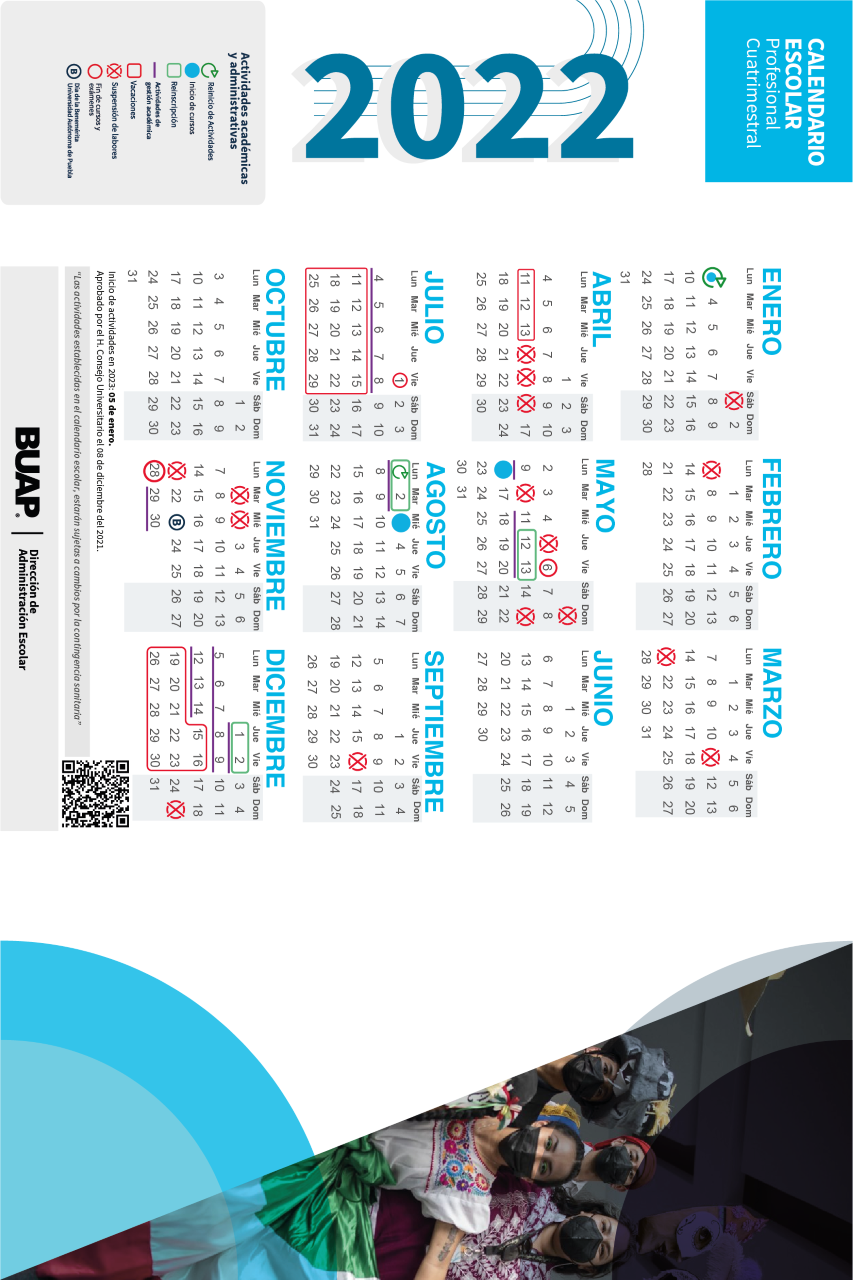 CALENDARIO
ESCOLAR
Profesional
Cuatrimestral
2022
Actividades académicas
y administrativas
Reinicio de Actividades
Inicio de cursos
Reinscripción
Actividades de
gestión académica
Vacaciones
Suspensión de labores
Fin de cursos y
exámenes
B
Día de la Benemérita
Universidad Autónoma de Puebla
ENERO
Lun Mar Mié Jue Vie Sáb Dom
2
4 5 6 7 8 9
10 11 12 13 14 15 16
17 18 19 20 21 22 23
24 25 26 27 28 29 30
31
FEBRERO
Lun Mar Mié Jue Vie Sáb Dom
1 2 3 4 5 6
8 9 10 11 12 13
14 15 16 17 18 19 20
21 22 23 24 25 26 27
28
MARZO
Lun Mar Mié Jue Vie Sáb Dom
1 2 3 4 5 6
7 8 9 10 12 13
14 15 16 17 18 19 20
22 23 24 25 26 27
28 29 30 31
ABRIL
Lun Mar Mié Jue Vie Sáb Dom
1 2 3
4 5 6 7 8 9 10
11 12 13 17
18 19 20 21 22 23 24
25 26 27 28 29 30
MAYO
Lun Mar Mié Jue Vie Sáb Dom
2 3 4 6 7 8
9 11 12 13 14
17 18 19 20 21 22
23 24 25 26 27 28 29
30 31
JUNIO
Lun Mar Mié Jue Vie Sáb Dom
1 2 3 4 5
6 7 8 9 10 11 12
13 14 15 16 17 18 19
20 21 22 23 24 25 26
27 28 29 30
JULIO
Lun Mar Mié Jue Vie Sáb Dom
1 2 3
4 5 6 7 8 9 10
11 12 13 14 15 16 17
18 19 20 21 22 23 24
25 26 27 28 29 30 31
AGOSTO
Lun Mar Mié Jue Vie Sáb Dom
2 4 5 6 7
8 9 10 11 12 13 14
15 16 17 18 19 20 21
22 23 24 25 26 27 28
29 30 31
SEPTIEMBRE
Lun Mar Mié Jue Vie Sáb Dom
1 2 3 4
5 6 7 8 9 10 11
12 13 14 15 17 18
19 20 21 22 23 24 25
26 27 28 29 30
OCTUBRE
Lun Mar Mié Jue Vie Sáb Dom
1 2
3 4 5 6 7 8 9
10 11 12 13 14 15 16
17 18 19 20 21 22 23
24 25 26 27 28 29 30
31
NOVIEMBRE
Lun Mar Mié Jue Vie Sáb Dom
3 4 5 6
7 8 9 10 11 12 13
14 15 16 17 18 19 20
22 B 24 25 26 27
28 29 30
DICIEMBRE
Lun Mar Mié Jue Vie Sáb Dom
1 2 3 4
5 6 7 8 9 10 11
12 13 14 15 16 17 18
19 20 21 22 23 24
26 27 28 29 30 31
Inicio de actividades en 2023: 05 de enero.
Aprobado por el H. Consejo Universitario el 08 de diciembre del 2021.
“Las actividades establecidas en el calendario escolar, estarán sujetas a cambios por la contingencia sanitaria”
BUAP®
Dirección de
Administración Escolar